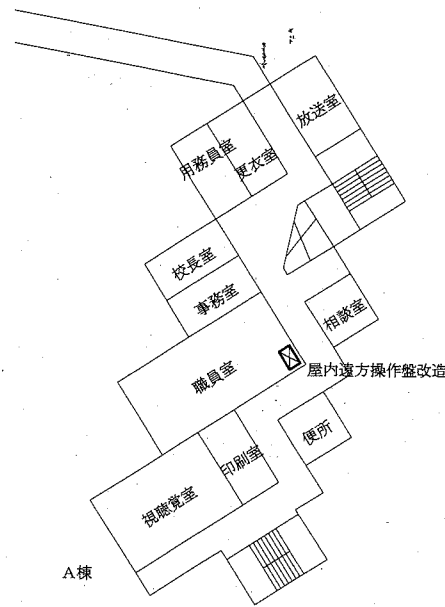 放送室
用務員室
更衣室
校長室
事務室
相談室
職員室
屋内遠方操作盤改造
便所
印刷室
視聴覚室
A棟